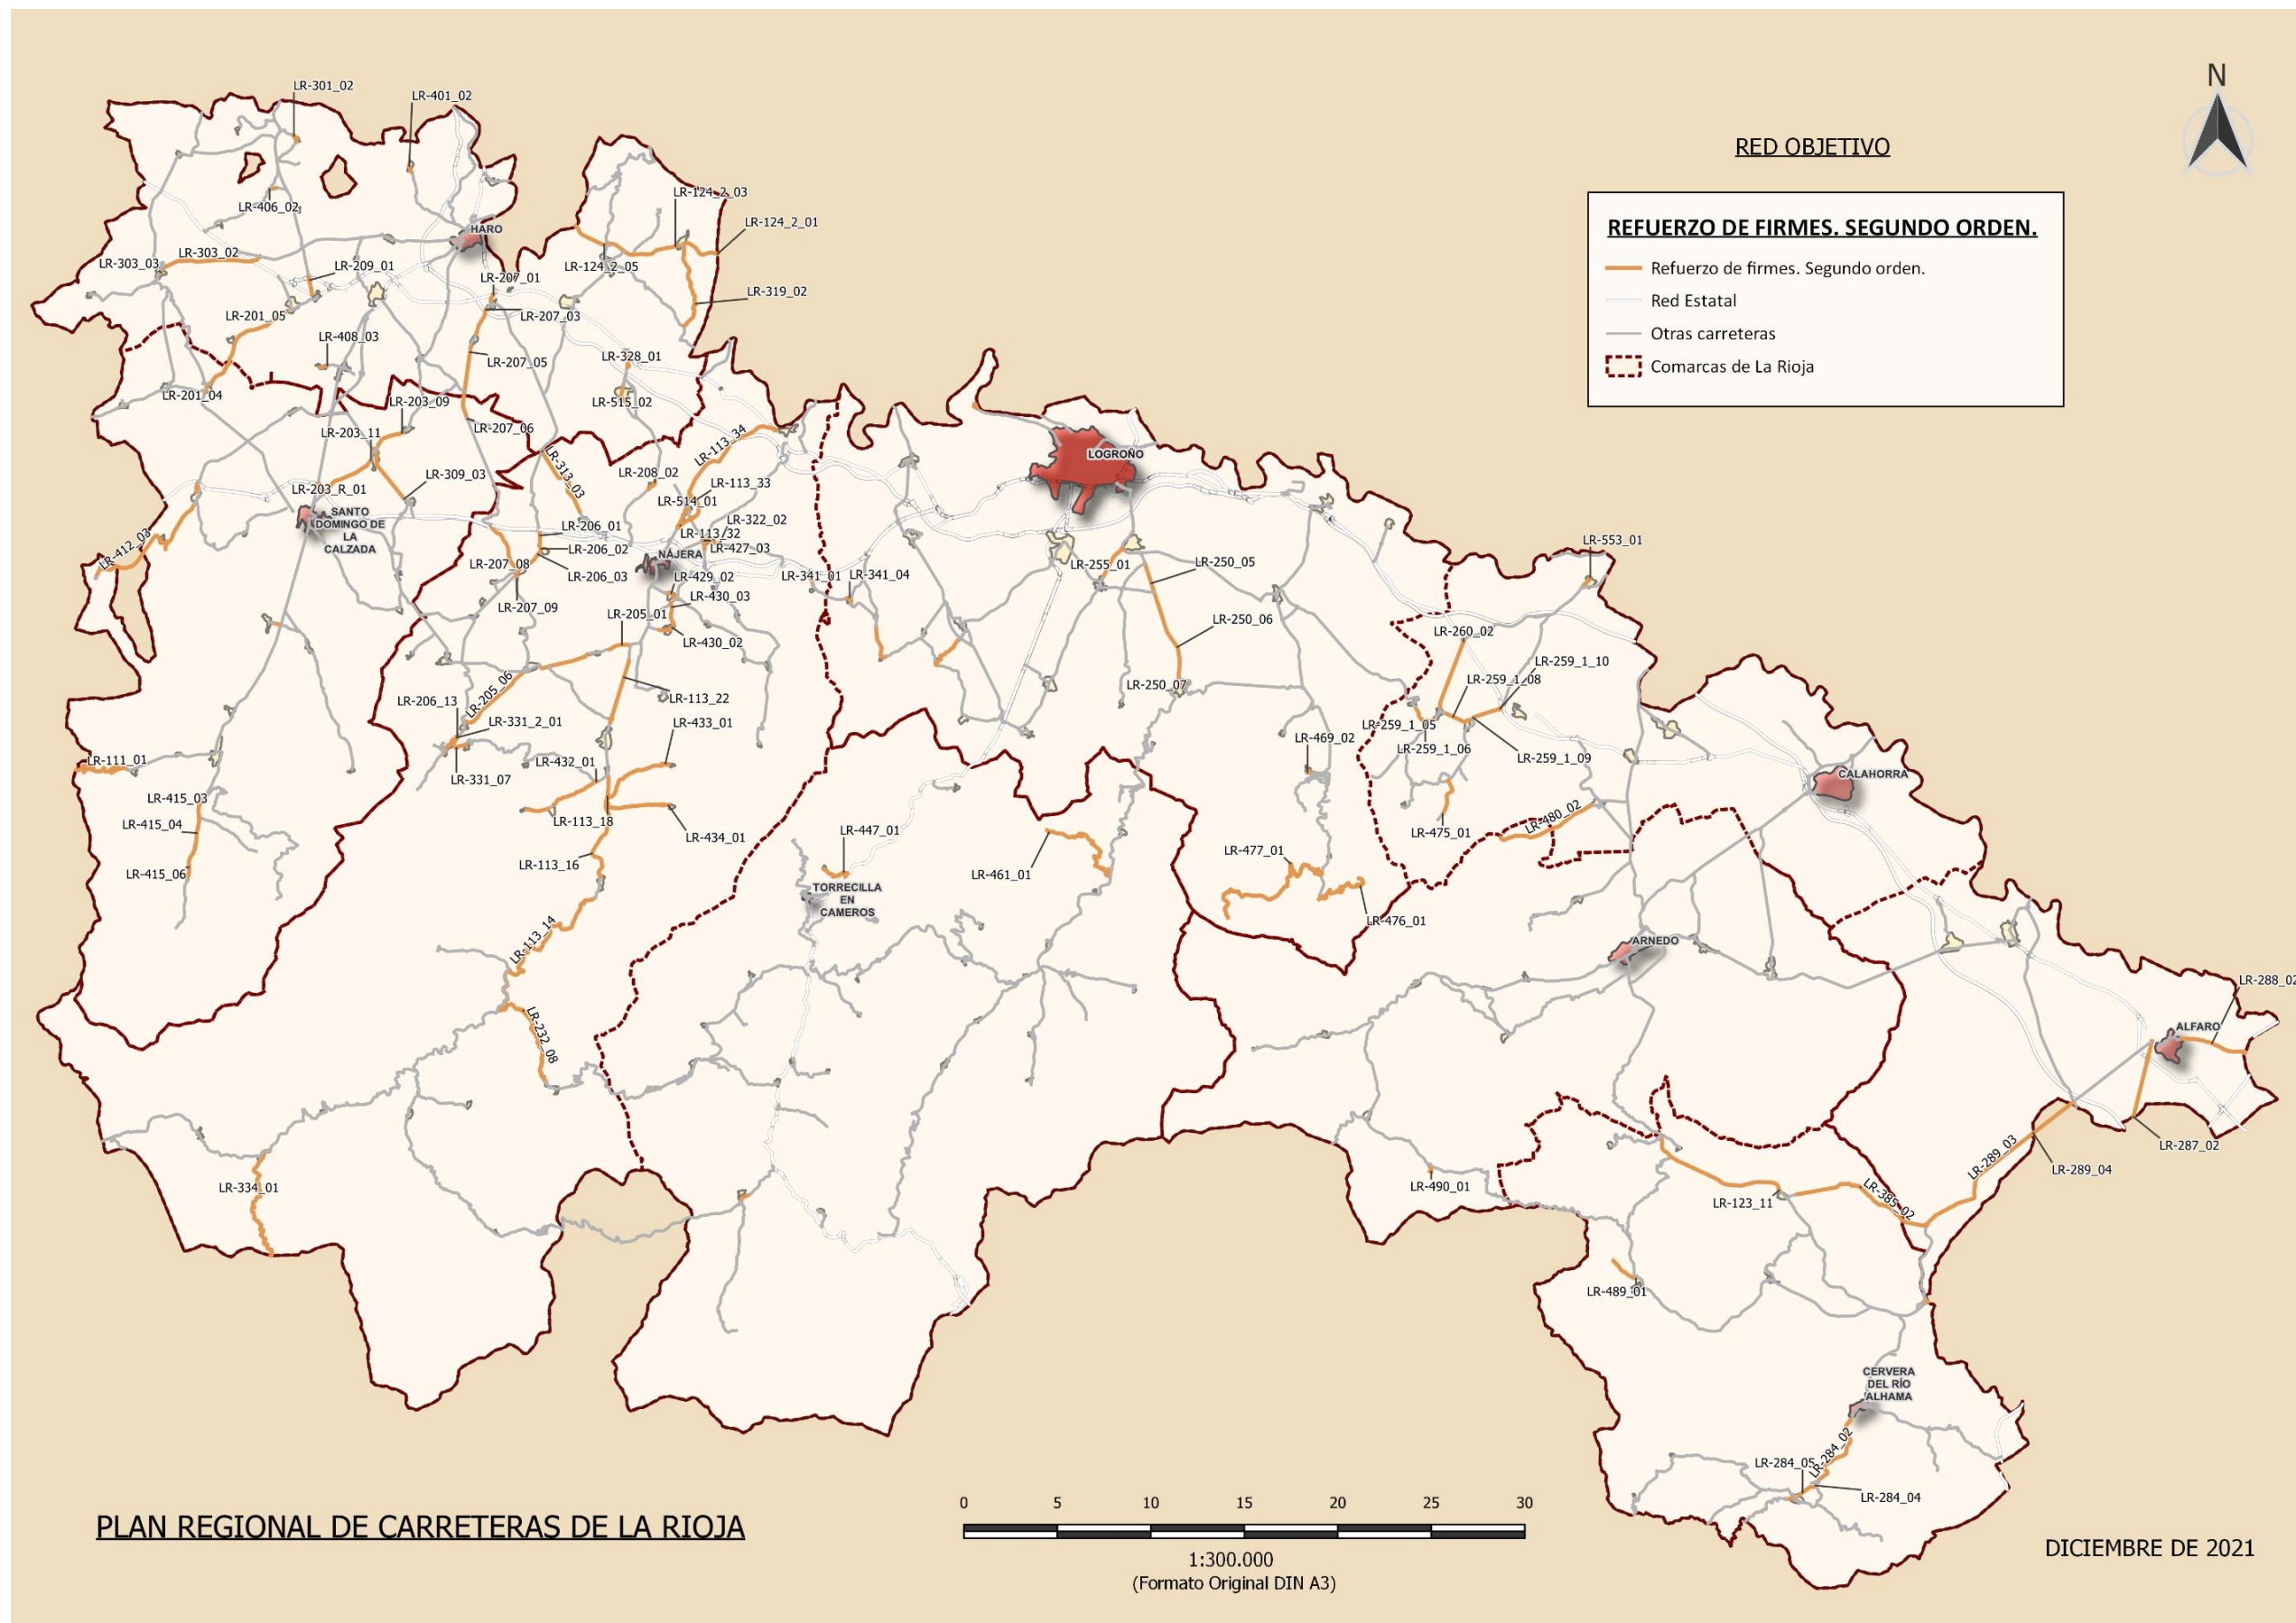 LR-301_02
LR-401_02
N
RED OBJETIVO
LR-124_2_03
LR-406_02
LR-124_2_01
REFUERZO DE FIRMES. SEGUNDO ORDEN.
HARO
LR-303_02
LR-303_03
LR-209_01
LR-124_2_05
Refuerzo de firmes. Segundo orden.
LR-207_01
LR-319_02
Red Estatal
LR-201_05
LR-207_03
Otras carreteras
LR-408_03
LR-328_01
LR-207_05
Comarcas de La Rioja
LR-201_04
LR-203_09
LR-515_02
LR-207_06
LR-203_11
LR-113_34
LOGROÑO
LR-313_03
LR-208_02
LR-309_03
LR-113_33
LR-203_R_01
LR-514_01
SANTO
DOMINGO DE
LA
CALZADA
LR-322_02
LR-206_01
LR-113_32
LR-412_03
LR-206_02
LR-427_03
NÁJERA
LR-553_01
LR-207_08
LR-206_03
LR-429_02
LR-341_01
LR-341_04
LR-255_01
LR-250_05
LR-430_03
LR-207_09
LR-205_01
LR-250_06
LR-430_02
LR-260_02
LR-259_1_10
LR-259_1_08
LR-250_07
LR-205_06
LR-206_13
LR-113_22
LR-331_2_01
LR-433_01
LR-259_1_05
LR-469_02
LR-259_1_06
LR-259_1_09
LR-111_01
LR-432_01
LR-331_07
CALAHORRA
LR-415_03
LR-113_18
LR-480_02
LR-415_04
LR-434_01
LR-447_01
LR-475_01
LR-113_16
LR-477_01
LR-415_06
LR-461_01
TORRECILLA
EN
CAMEROS
LR-476_01
LR-113_14
ARNEDO
LR-288_02
LR-232_08
ALFARO
LR-287_02
LR-289_03
LR-289_04
LR-334_01
LR-490_01
LR-123_11
LR-385_02
LR-489_01
CERVERA
DEL RÍO
ALHAMA
LR-284_02
LR-284_05
LR-284_04
0 5 10 15 20 25 30
PLAN REGIONAL DE CARRETERAS DE LA RIOJA
1:300.000
(Formato Original DIN A3)
DICIEMBRE DE 2021